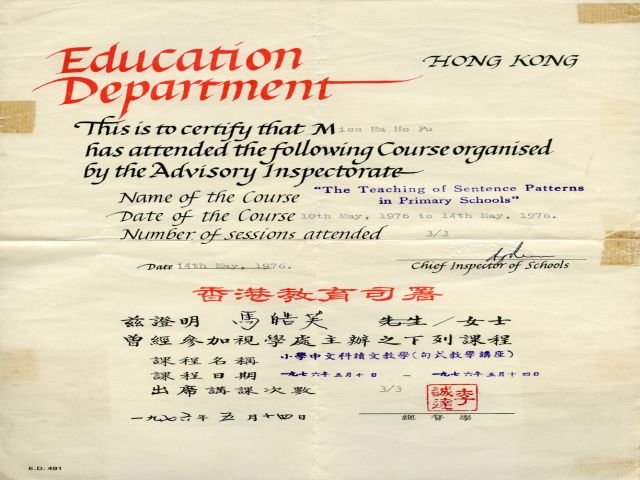 Education
Department
HONG KONG
This is to certify that Miss Ma Ho Fu
has attended the following Course organised
by the Advisory Inspectorate
Name of the Course "The Teaching of Sentence Patterns
in Primary Schools"
Date of the Course 10th May, 1976 to 14th May, 1976.
Number of sessions attended 3/3
Date 14th May, 1976.
Chief Inspector of Schools
香港教育司署
茲證明 馬皓芙 先生/女士
曾經參加視學處主辦之下列課程
課程名稱 小學中文科讀文教學(句式教學講座)
課程日期 一九七六年五月十日 — 一九七六年五月十四日
出席講課次數 3/3
李誠達
一九七六年五月十四日
總督學
E.D. 491